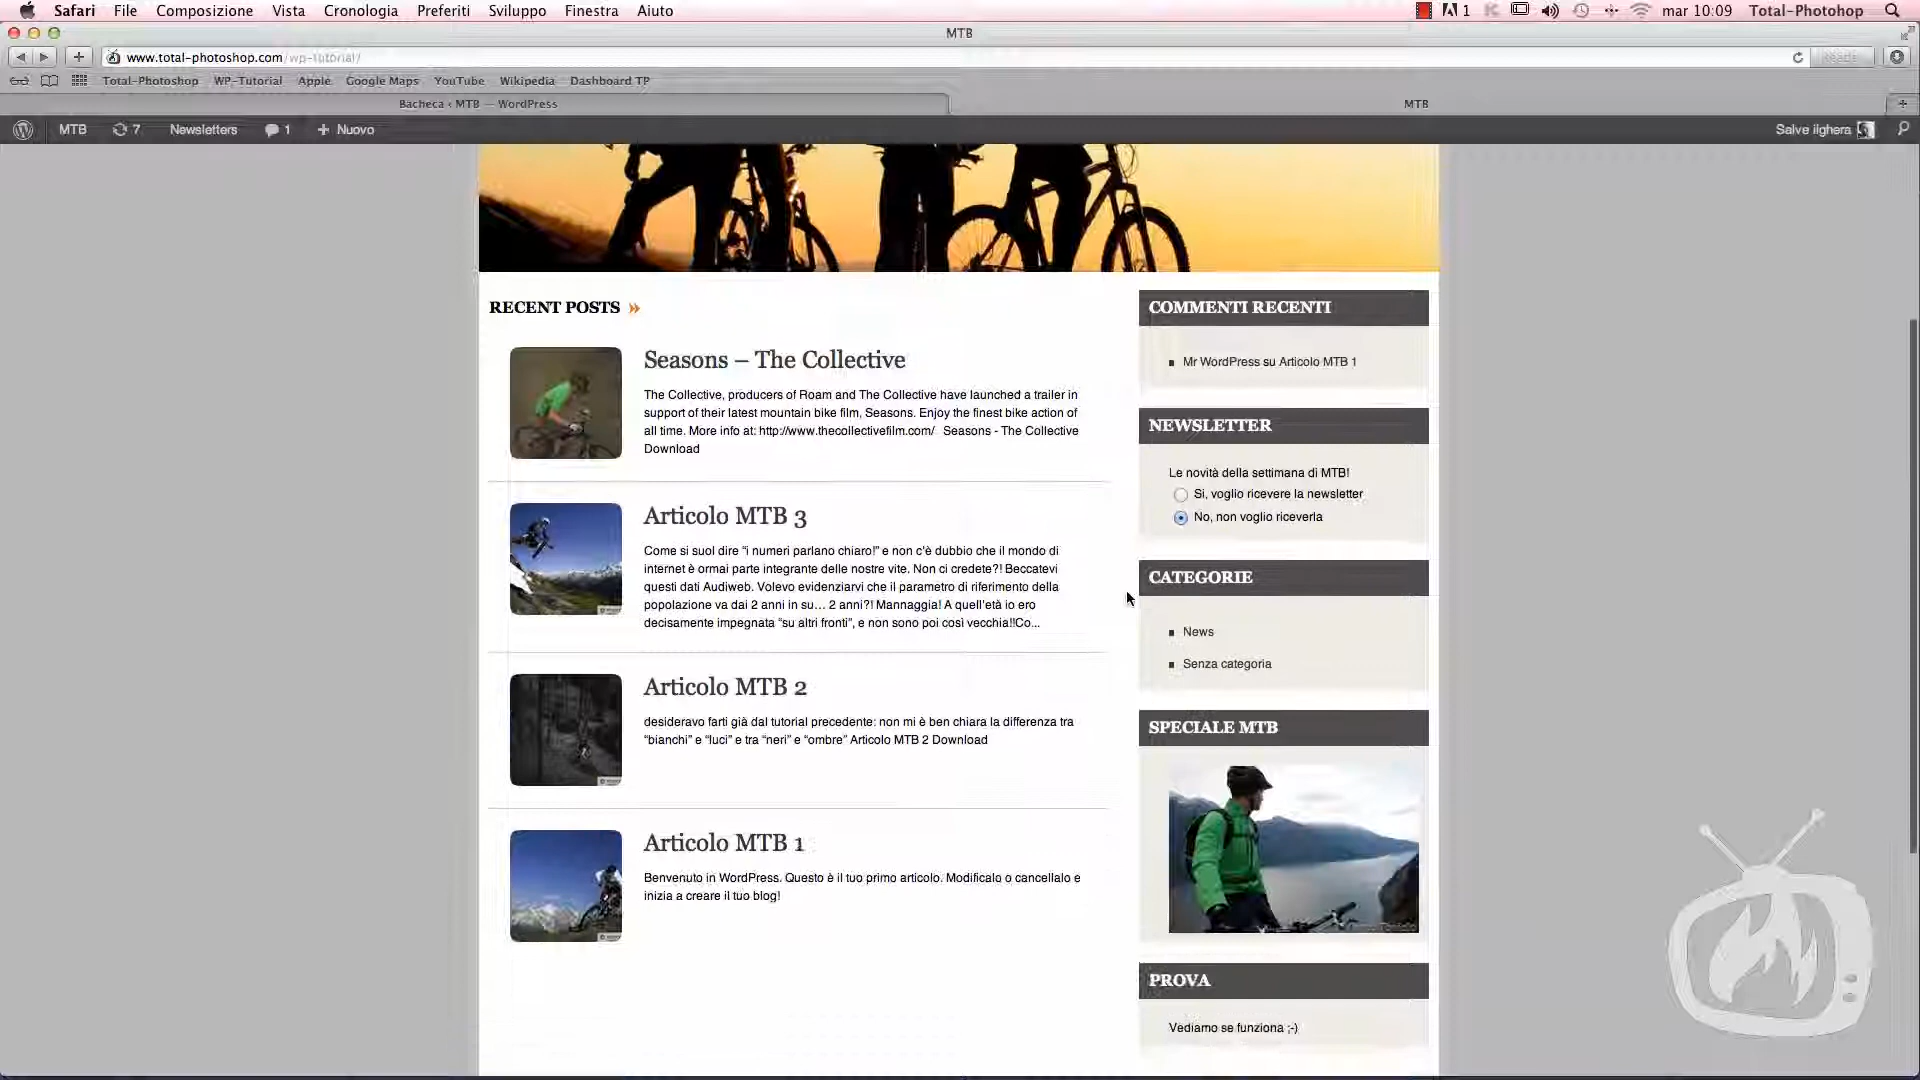 Safari File Composizione Vista Cronologia Preferiti Sviluppo Finestra Aiuto 1 mar 10:09 Total-Photohop
MTB
www.total-photoshop.com/wp-tutorial/
Total-Photoshop WP-Tutorial Apple Google Maps YouTube Wikipedia Dashboard TP
Bacheca ‹ MTB — WordPress MTB
MTB 7 Newsletters 1 + Nuovo Salve ilghera
RECENT POSTS »
Seasons – The Collective
The Collective, producers of Roam and The Collective have launched a trailer in
support of their latest mountain bike film, Seasons. Enjoy the finest bike action of
all time. More info at: http://www.thecollectivefilm.com/ Seasons - The Collective
Download
Articolo MTB 3
Come si suol dire “i numeri parlano chiaro!” e non c'è dubbio che il mondo di
internet è ormai parte integrante delle nostre vite. Non ci credete?! Beccatevi
questi dati Audiweb. Volevo evidenziarvi che il parametro di riferimento della
popolazione va dai 2 anni in su… 2 anni?! Mannaggia! A quell'età io ero
decisamente impegnata “su altri fronti”, e non sono poi così vecchia!!Co...
Articolo MTB 2
desideravo farti già dal tutorial precedente: non mi è ben chiara la differenza tra
“bianchi” e “luci” e tra “neri” e “ombre” Articolo MTB 2 Download
Articolo MTB 1
Benvenuto in WordPress. Questo è il tuo primo articolo. Modificalo o cancellalo e
inizia a creare il tuo blog!
COMMENTI RECENTI
Mr WordPress su Articolo MTB 1
NEWSLETTER
Le novità della settimana di MTB!
Si, voglio ricevere la newsletter
No, non voglio riceverla
CATEGORIE
News
Senza categoria
SPECIALE MTB
PROVA
Vediamo se funziona ;-)